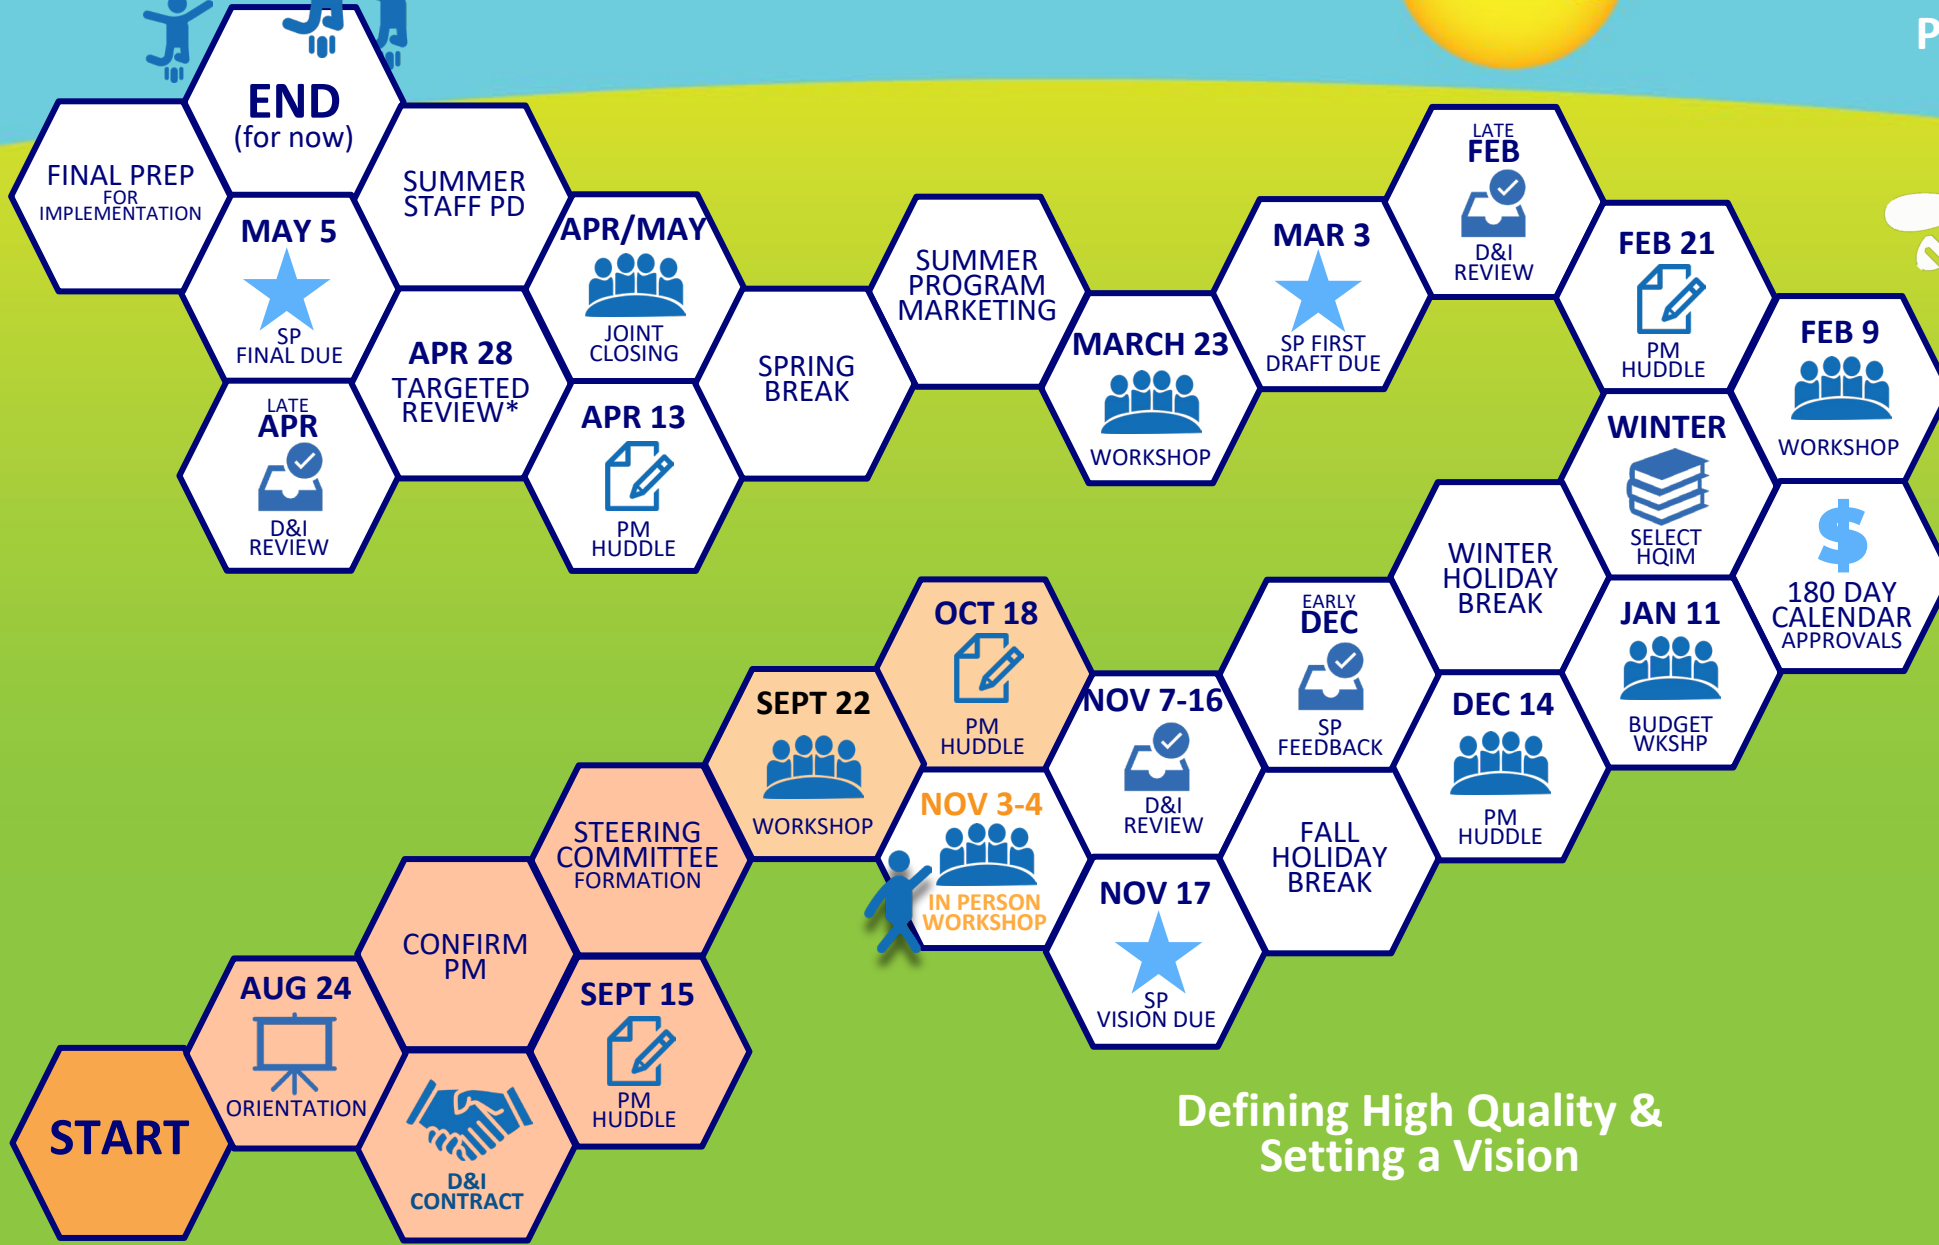 P
END
(for now)
FINAL PREP
FOR
IMPLEMENTATION
SUMMER
STAFF PD
MAY 5
SP
FINAL DUE
APR/MAY
JOINT
CLOSING
LATE
APR
D&I
REVIEW
APR 28
TARGETED
REVIEW*
APR 13
PM
HUDDLE
SPRING
BREAK
SUMMER
PROGRAM
MARKETING
MARCH 23
WORKSHOP
MAR 3
SP FIRST
DRAFT DUE
LATE
FEB
D&I
REVIEW
FEB 21
PM
HUDDLE
FEB 9
WORKSHOP
WINTER
SELECT
HQIM
$
180 DAY
CALENDAR
APPROVALS
JAN 11
BUDGET
WKSHP
WINTER
HOLIDAY
BREAK
DEC 14
PM
HUDDLE
EARLY
DEC
SP
FEEDBACK
FALL
HOLIDAY
BREAK
NOV 7-16
D&I
REVIEW
NOV 17
SP
VISION DUE
OCT 18
PM
HUDDLE
NOV 3-4
IN PERSON
WORKSHOP
SEPT 22
WORKSHOP
STEERING
COMMITTEE
FORMATION
SEPT 15
PM
HUDDLE
CONFIRM
PM
D&I
CONTRACT
AUG 24
ORIENTATION
START
Defining High Quality &
Setting a Vision